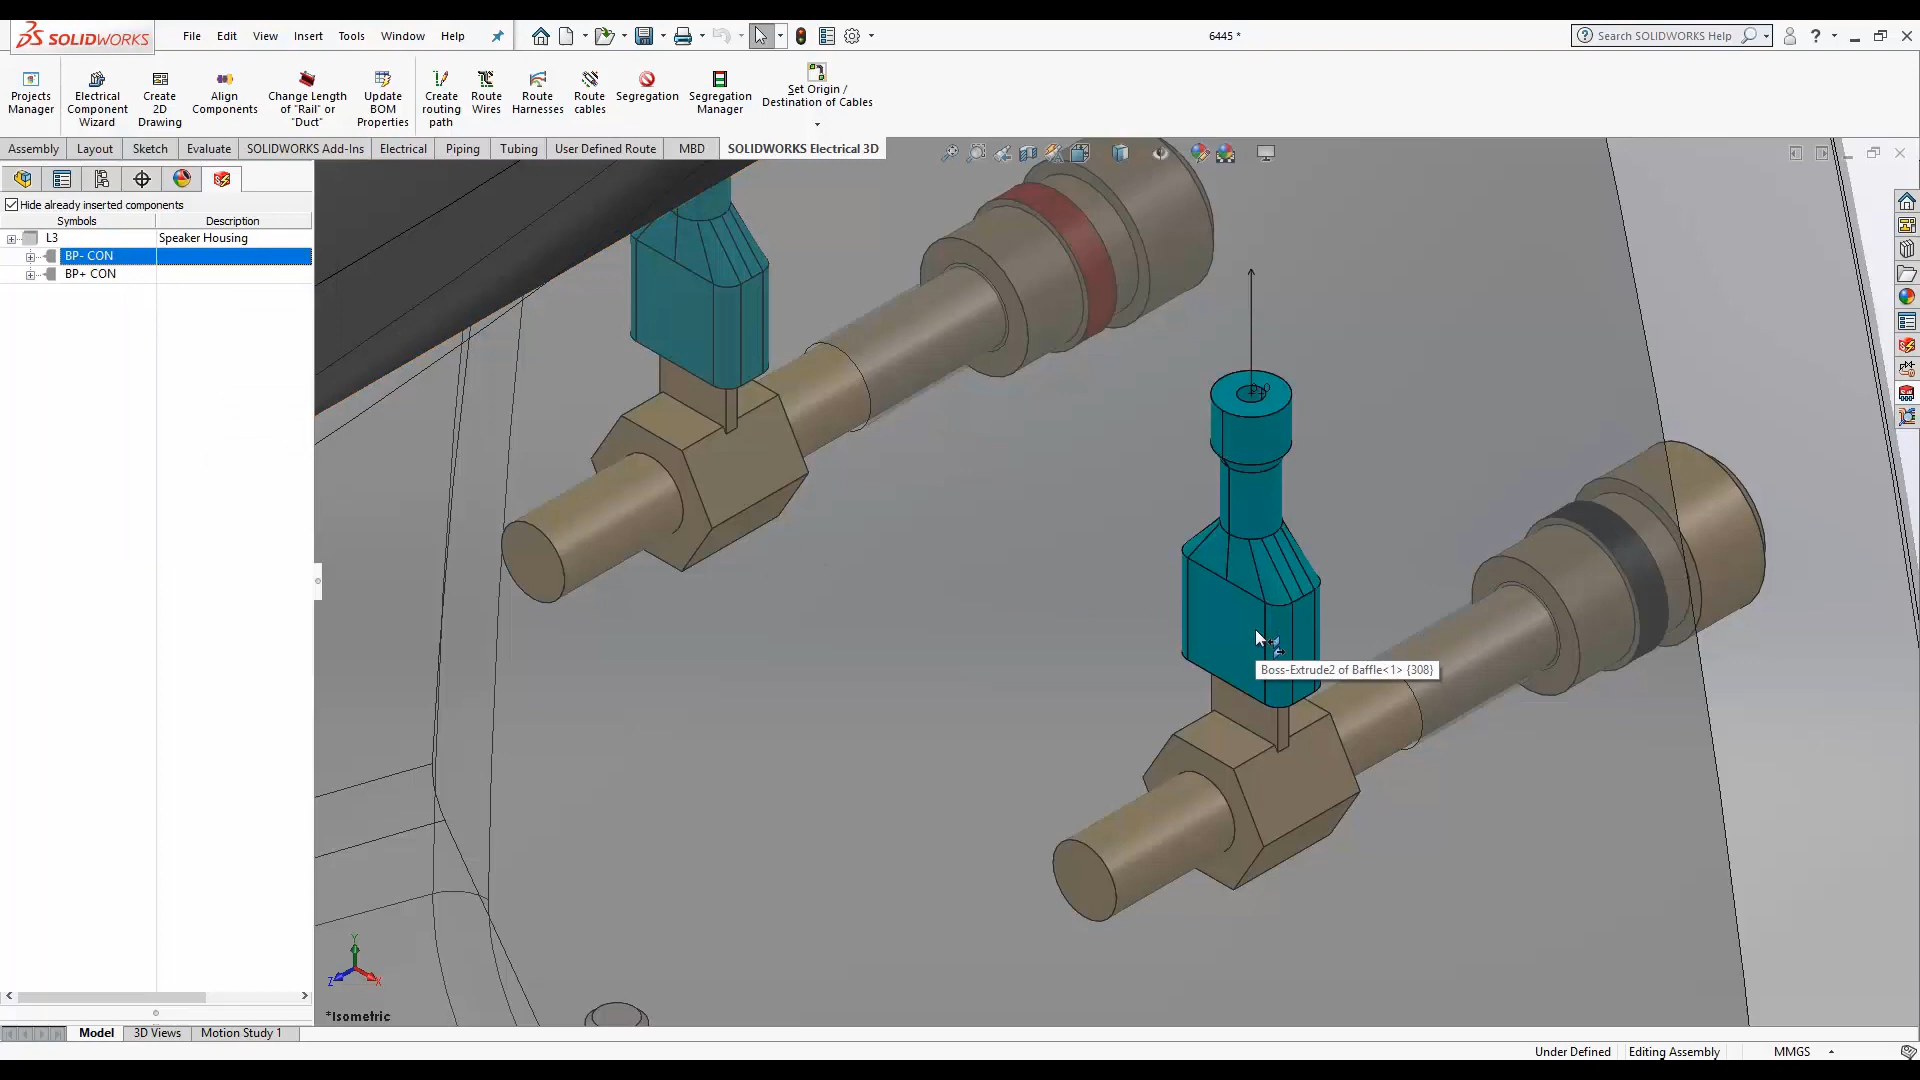 SOLIDWORKS File Edit View Insert Tools Window Help 6445 * Search SOLIDWORKS Help
Projects Manager
Electrical Component Wizard
Create 2D Drawing
Align Components
Change Length of "Rail" or "Duct"
Update BOM Properties
Create routing path
Route Wires
Route Harnesses
Route cables
Segregation
Segregation Manager
Set Origin / Destination of Cables
Assembly Layout Sketch Evaluate SOLIDWORKS Add-Ins Electrical Piping Tubing User Defined Route MBD SOLIDWORKS Electrical 3D
Hide already inserted components
Symbols Description
L3 Speaker Housing
BP- CON
BP+ CON
Boss-Extrude2 of Baffle<1> {308}
Y
Z X
*Isometric
Model 3D Views Motion Study 1
Under Defined Editing Assembly MMGS